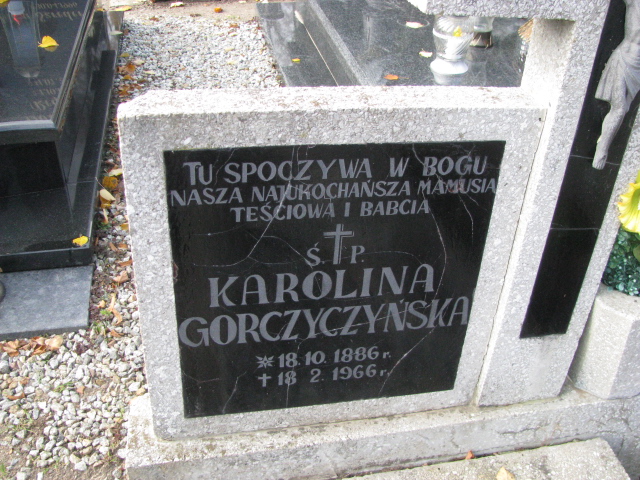 TU SPOCZYWA W BOGU
NASZA NAJUKOCHAŃSZA MAMUSIA
TEŚCIOWA I BABCIA
Ś.✝P.
KAROLINA
GORCZYCZYŃSKA
✳ 18.10.1886 r.
✝ 18 2.1966 r.